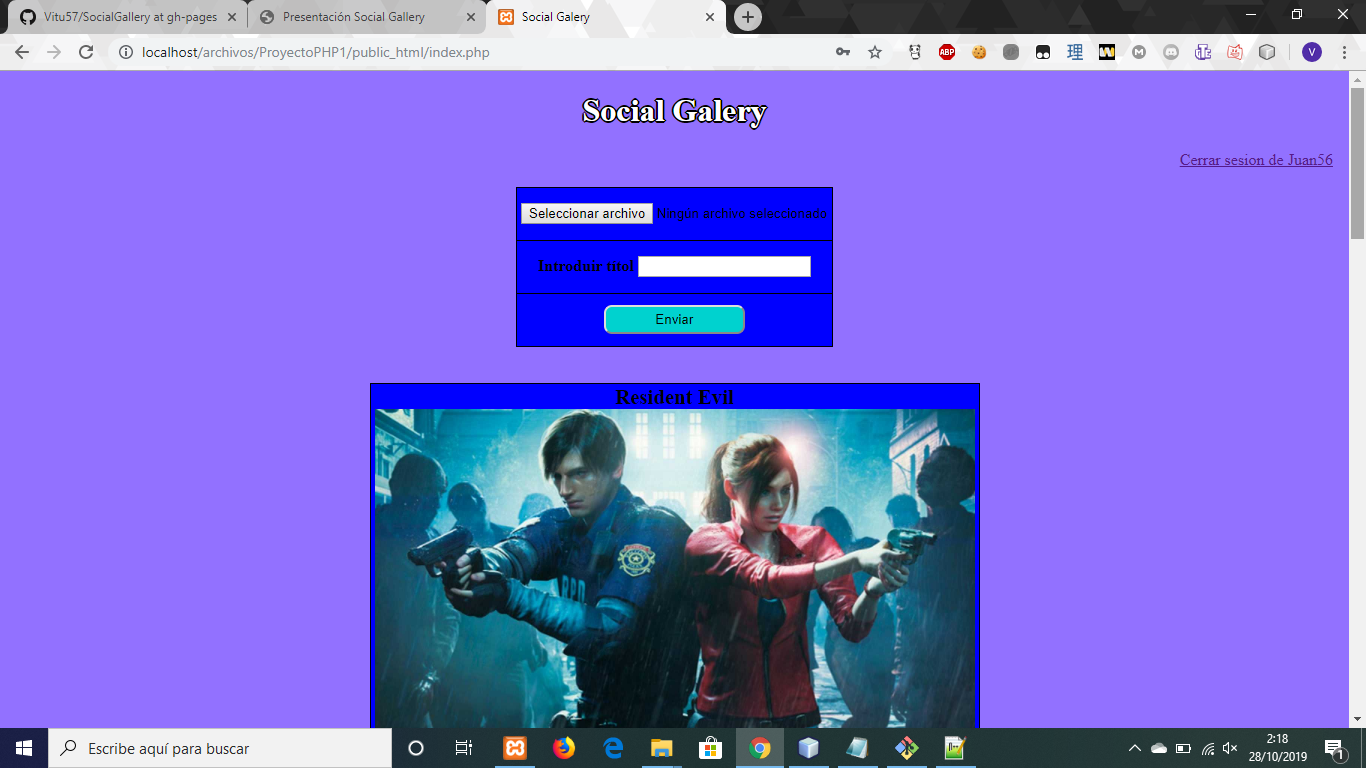 Vitu57/SocialGallery at gh-pages
Presentación Social Gallery
Social Galery
localhost/archivos/ProyectoPHP1/public_html/index.php
ABP
V
Social Galery
Cerrar sesion de Juan56
Seleccionar archivo Ningún archivo seleccionado
Introduir titol
Enviar
Resident Evil
Escribe aquí para buscar
2:18
28/10/2019
1